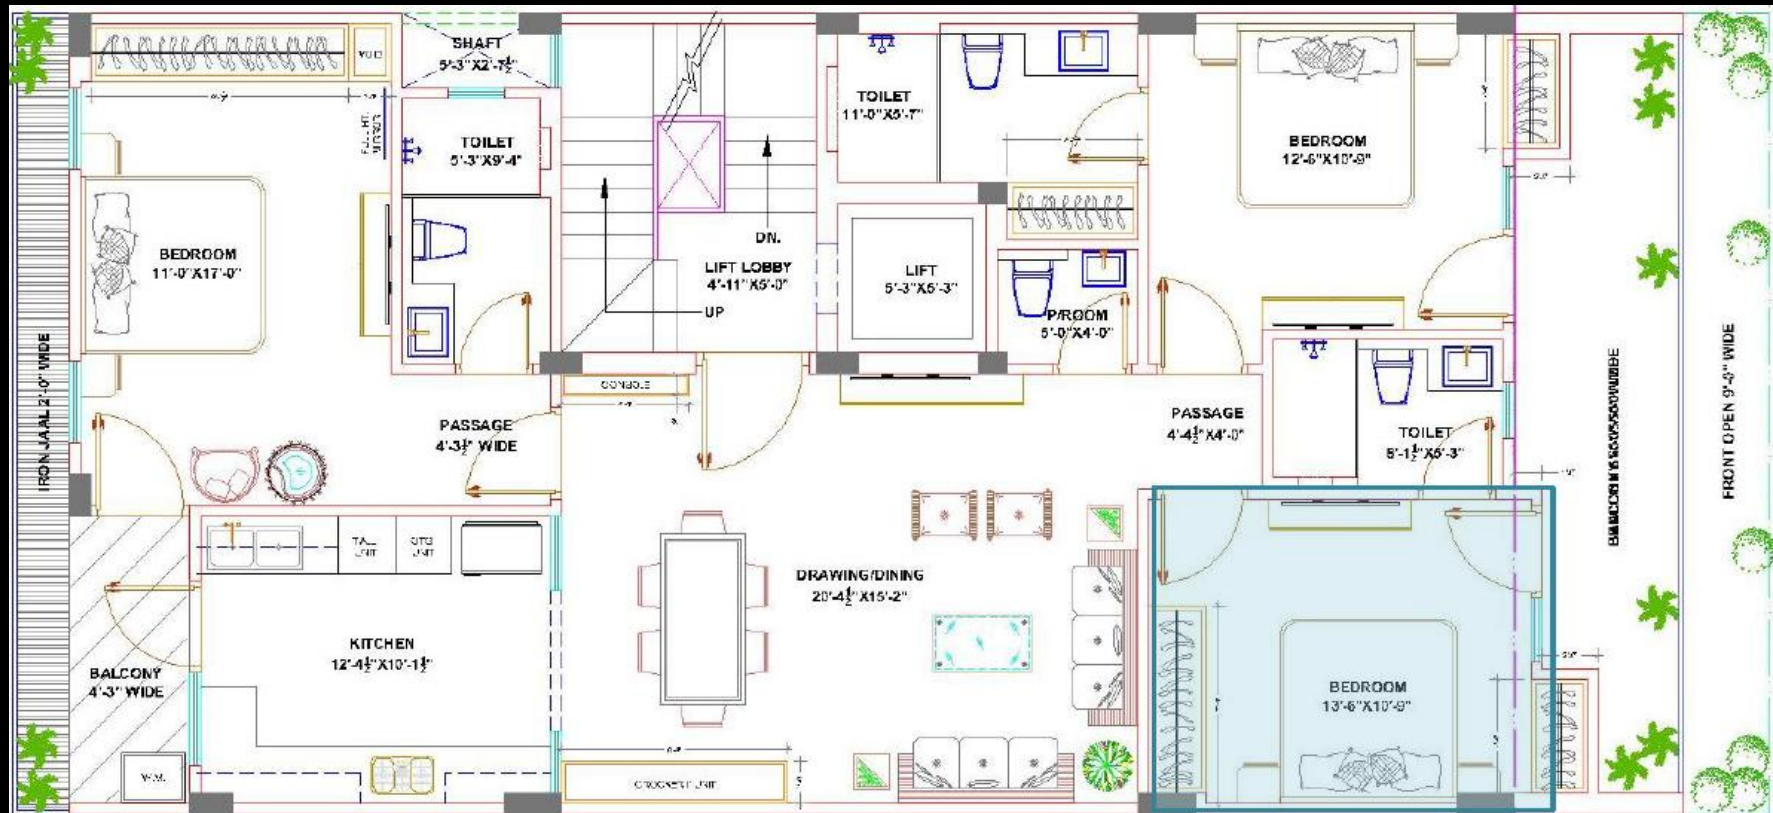 SHAFT
5'-3"X2'-7½"
TOILET
5'-3"X9'-4"
BEDROOM
11'-0"X17'-0"
IRON JAAL 2'-0" WIDE
PASSAGE
4'-3½" WIDE
BALCONY
4'-3" WIDE
W.M.
KITCHEN
12'-4½"X10'-1½"
TALL
UNIT
OTG
UNIT
FULL HT.
MIRROR
DN.
UP
LIFT LOBBY
4'-11"X5'-0"
CONSOLE
TOILET
11'-0"X5'-7"
LIFT
5'-3"X5'-3"
P/ROOM
5'-0"X4'-0"
BEDROOM
12'-6"X10'-9"
PASSAGE
4'-4½"X4'-0"
TOILET
8'-1½"X5'-3"
DRAWING/DINING
20'-4½"X15'-2"
CROCKERY UNIT
BEDROOM
13'-6"X10'-9"
FRONT OPEN 9'-0" WIDE